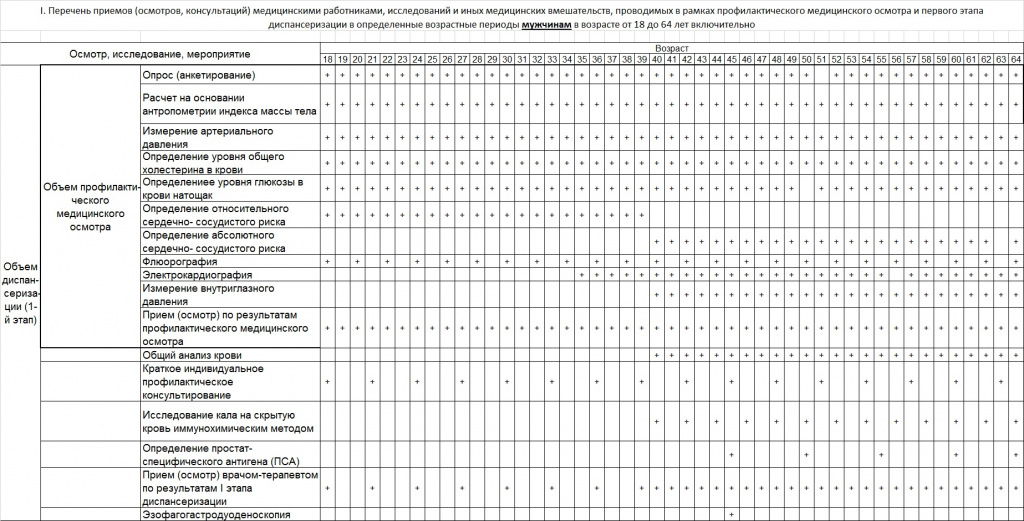 I. Перечень приемов (осмотров, консультаций) медицинскими работниками, исследований и иных медицинских вмешательств, проводимых в рамках профилактического медицинского осмотра и первого этапа
диспансеризации в определенные возрастные периоды мужчинам в возрасте от 18 до 64 лет включительно
Осмотр, исследование, мероприятие
Возраст
18 19 20 21 22 23 24 25 26 27 28 29 30 31 32 33 34 35 36 37 38 39 40 41 42 43 44 45 46 47 48 49 50 51 52 53 54 55 56 57 58 59 60 61 62 63 64
Объем
диспан-
сериза-
ции (1-
й этап)
Объем профилакти-
ческого
медицинского
осмотра
Опрос (анкетирование) + + + + + + + + + + + + + + + + + + + + + + + + + + + + + + + + + + + + + + + + + + + + + +
Расчет на основании
антропометрии индекса массы тела + + + + + + + + + + + + + + + + + + + + + + + + + + + + + + + + + + + + + + + + + + + + + + +
Измерение артериального
давления + + + + + + + + + + + + + + + + + + + + + + + + + + + + + + + + + + + + + + + + + + + + + + +
Определение уровня общего
холестерина в крови + + + + + + + + + + + + + + + + + + + + + + + + + + + + + + + + + + + + + + + + + + + + + + +
Определениее уровня глюкозы в
крови натощак + + + + + + + + + + + + + + + + + + + + + + + + + + + + + + + + + + + + + + + + + + + + + +
Определение относительного
сердечно- сосудистого риска + + + + + + + + + + + + + + + + + + + + + +
Определение абсолютного
сердечно- сосудистого риска + + + + + + + + + + + + + + + + + + + + + + + +
Флюорография + + + + + + + + + + + + + + + + + + + + + + + +
Электрокардиография + + + + + + + + + + + + + + + + + + + + + + + + + + + + +
Измерение внутриглазного
давления + + + + + + + + + + + + + + + + + + + + + + + + +
Прием (осмотр) по результатам
профилактического медицинского
осмотра + + + + + + + + + + + + + + + + + + + + + + + + + + + + + + + + + + + + + + + + + + + + + + +
Общий анализ крови + + + + + + + + + + + + + + + + + + + + + + + + +
Краткое индивидуальное
профилактическое
консультирование + + + + + + + + + + + + + + + +
Исследование кала на скрытую
кровь иммунохимическим методом + + + + + + + + + + + + +
Определение простат-
специфического антигена (ПСА) + + + + +
Прием (осмотр) врачом-терапевтом
по результатам I этапа
диспансеризации + + + + + + + + + + + + + + + + + + + + + + + + + + + + + + + + +
Эзофагогастродуоденоскопия +